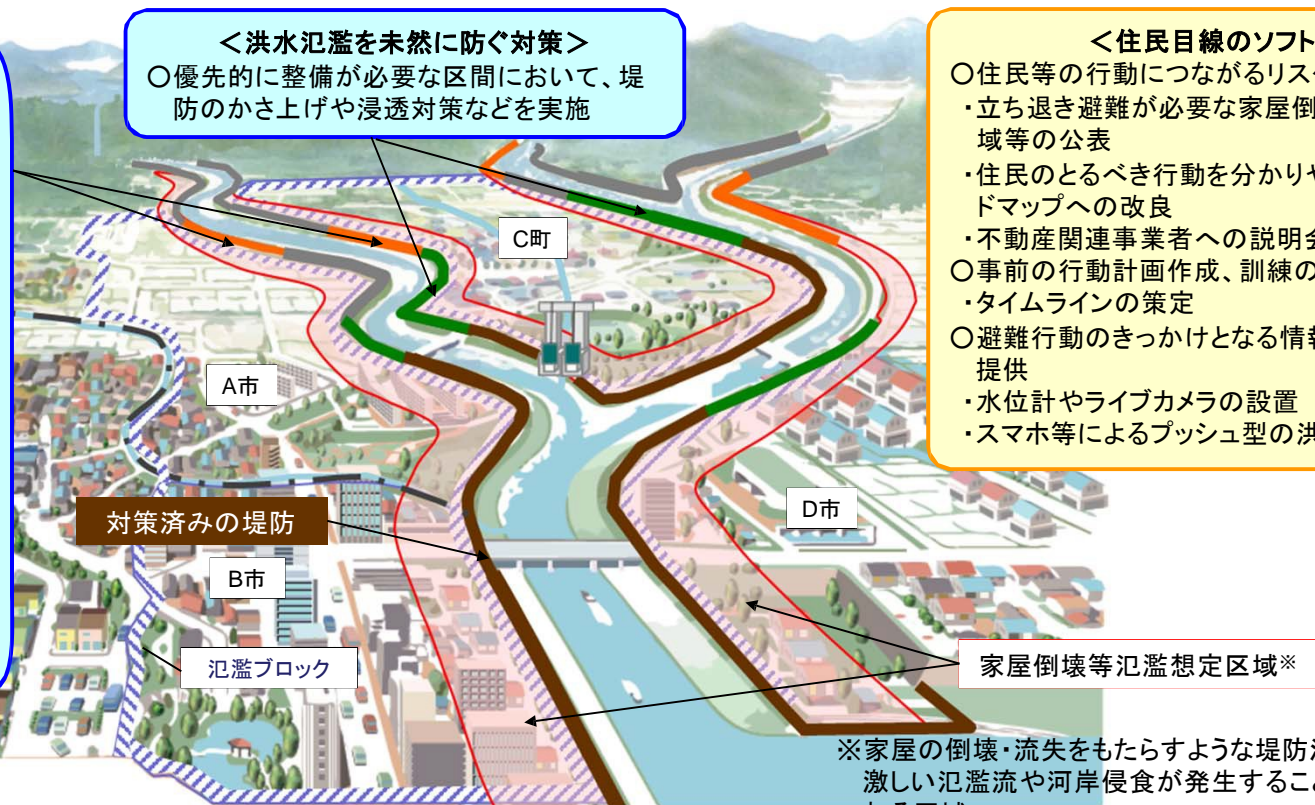 ＜洪水氾濫を未然に防ぐ対策＞
○優先的に整備が必要な区間において、堤
防のかさ上げや浸透対策などを実施
＜住民目線のソフト
○住民等の行動につながるリス
・立ち退き避難が必要な家屋倒
域等の公表
・住民のとるべき行動を分かりや
ドマップへの改良
・不動産関連事業者への説明会
○事前の行動計画作成、訓練の
・タイムラインの策定
○避難行動のきっかけとなる情報
提供
・水位計やライブカメラの設置
・スマホ等によるプッシュ型の洪
C町
A市
対策済みの堤防
D市
B市
氾濫ブロック
家屋倒壊等氾濫想定区域※
※家屋の倒壊・流失をもたらすような堤防
激しい氾濫流や河岸侵食が発生するこ